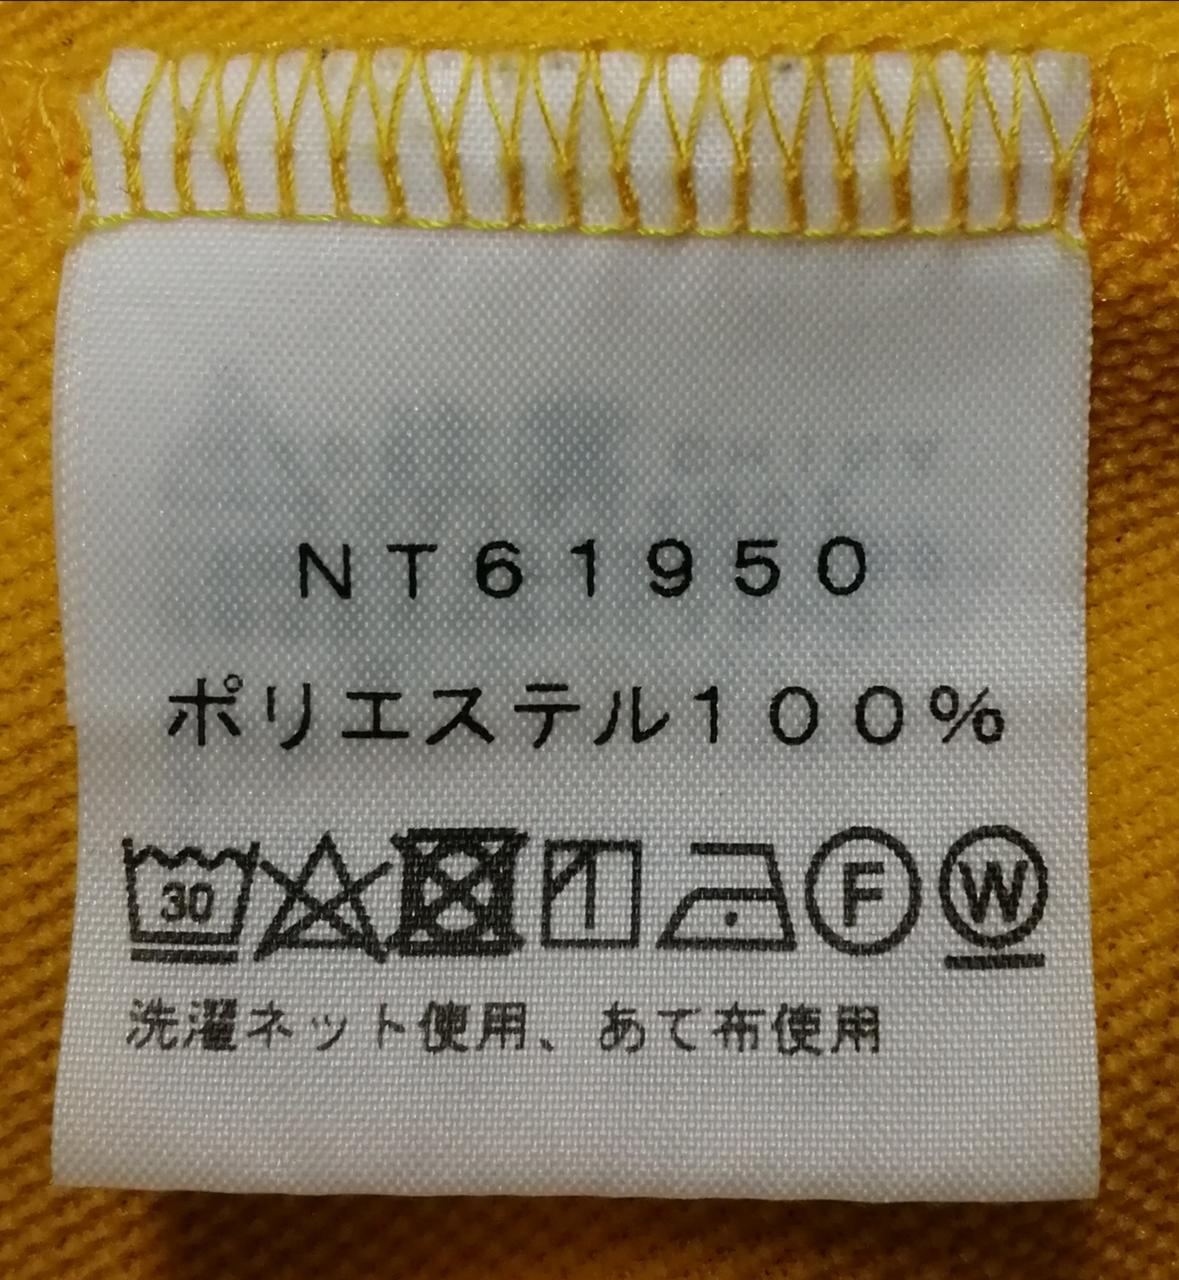 NT61950
ポリエステル100%
30 F W
洗濯ネット使用、あて布使用